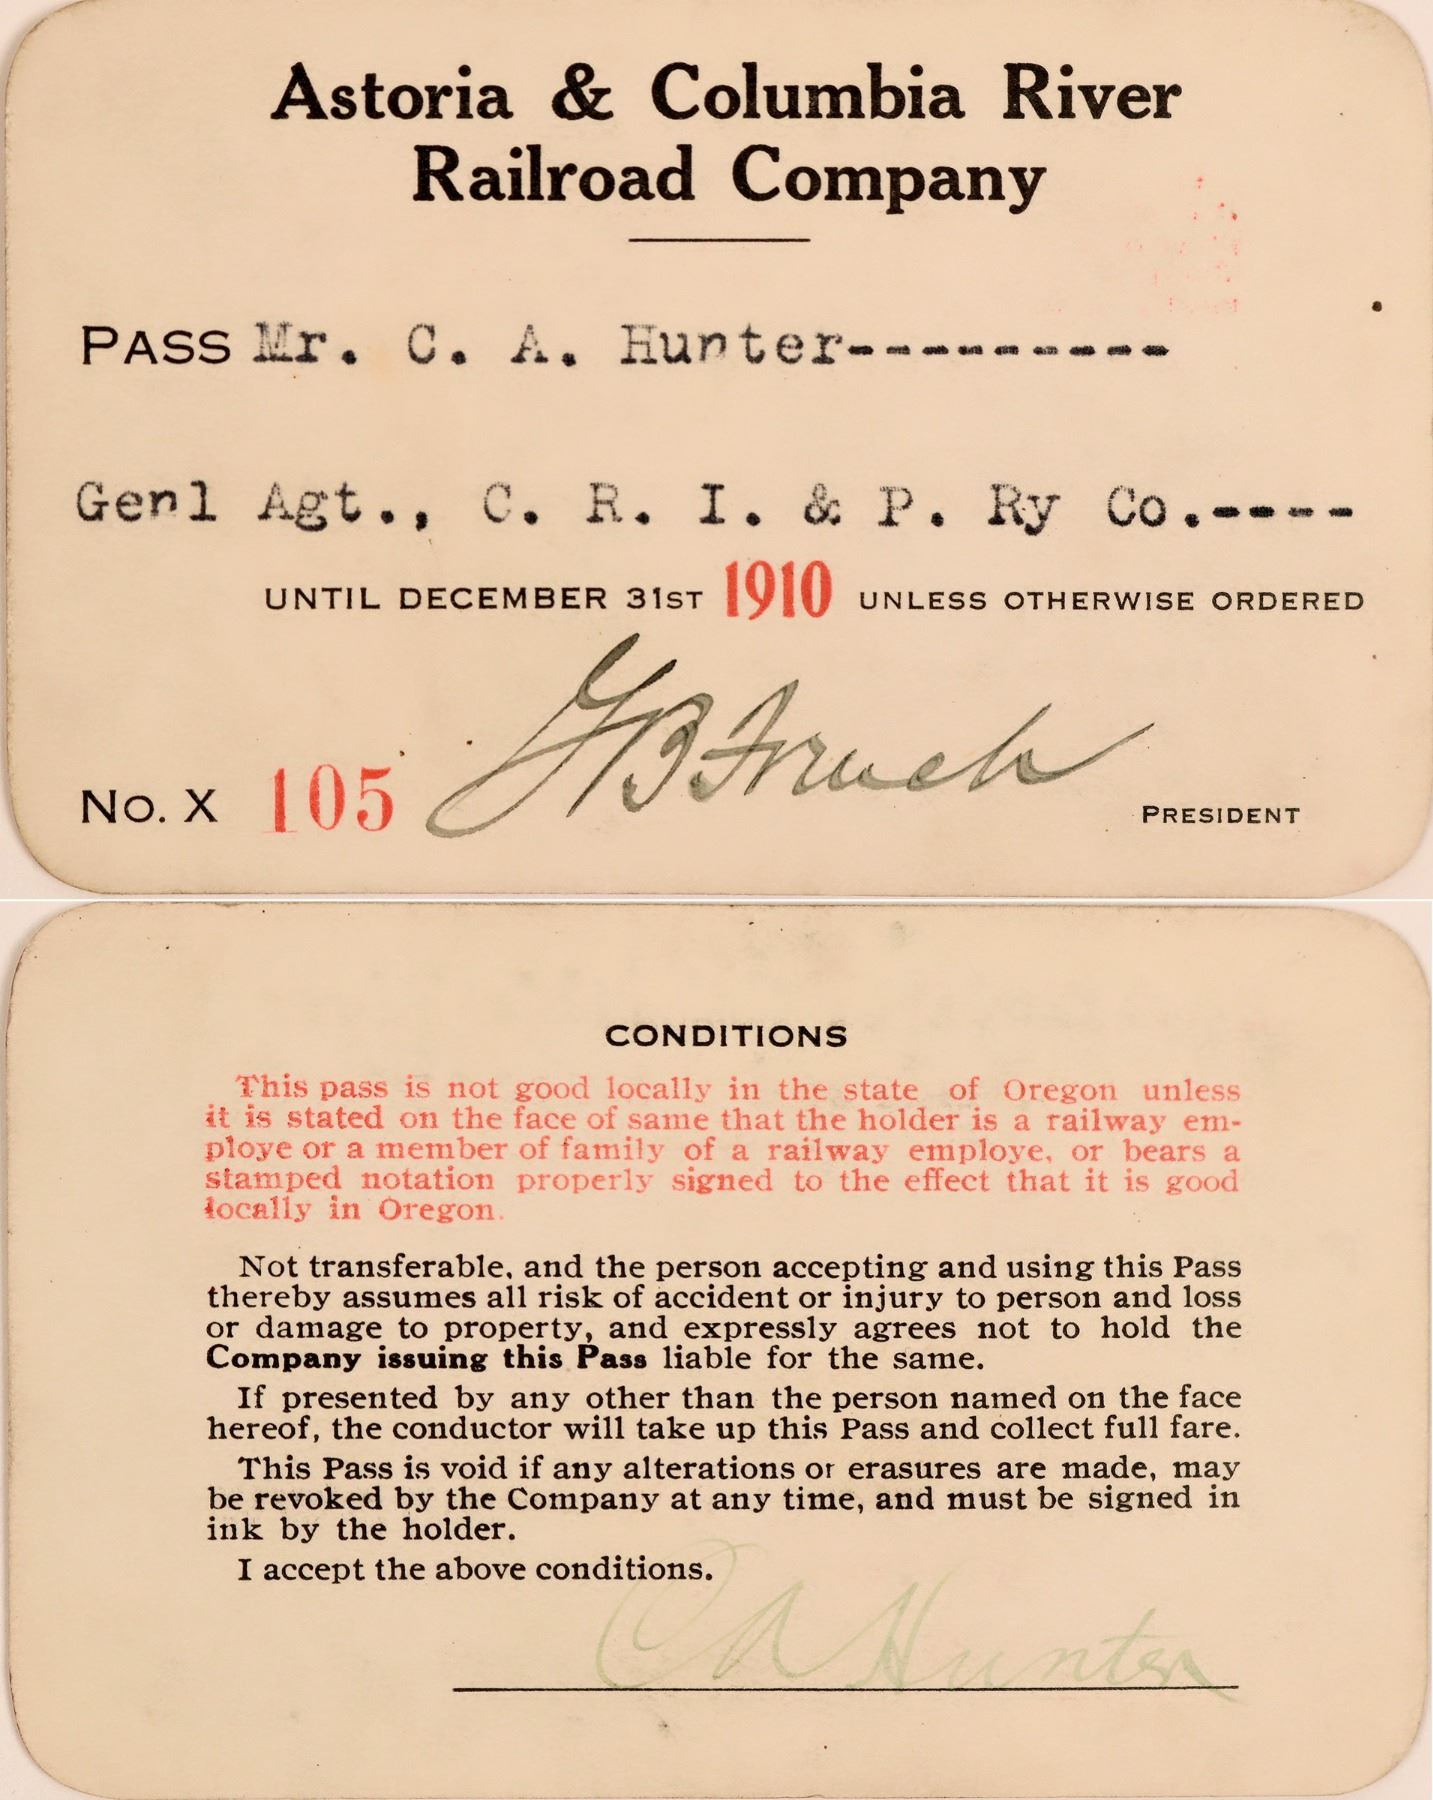 Astoria & Columbia River
Railroad Company
PASS Mr. C. A. Hunter----------
Genl Agt., C. R. I. & P. Ry Co.----
UNTIL DECEMBER 31ST 1910 UNLESS OTHERWISE ORDERED
No. X 105
PRESIDENT
CONDITIONS
This pass is not good locally in the state of Oregon unless
it is stated on the face of same that the holder is a railway em-
ploye or a member of family of a railway employe, or bears a
stamped notation properly signed to the effect that it is good
locally in Oregon.
Not transferable, and the person accepting and using this Pass
thereby assumes all risk of accident or injury to person and loss
or damage to property, and expressly agrees not to hold the
Company issuing this Pass liable for the same.
If presented by any other than the person named on the face
hereof, the conductor will take up this Pass and collect full fare.
This Pass is void if any alterations or erasures are made, may
be revoked by the Company at any time, and must be signed in
ink by the holder.
I accept the above conditions.
C A Hunter